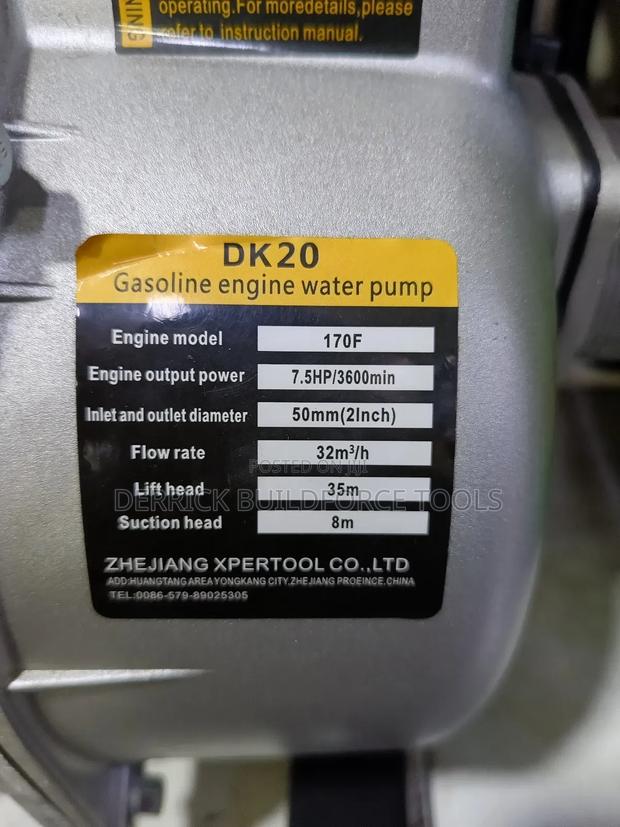 operating.For moredetails,please
refer to instruction manual.
DK20
Gasoline engine water pump
Engine model 170F
Engine output power 7.5HP/3600min
Inlet and outlet diameter 50mm(2Inch)
Flow rate 32m³/h
POSTED ON JIJI
Lift head 35m
DERRICK BUILDFORCE TOOLS
Suction head 8m
ZHEJIANG XPERTOOL CO.,LTD
ADD:HUANGTANG AREA YONGKANG CITY,ZHEJIANG PROEINCE.CHINA
TEL:0086-579-89025305